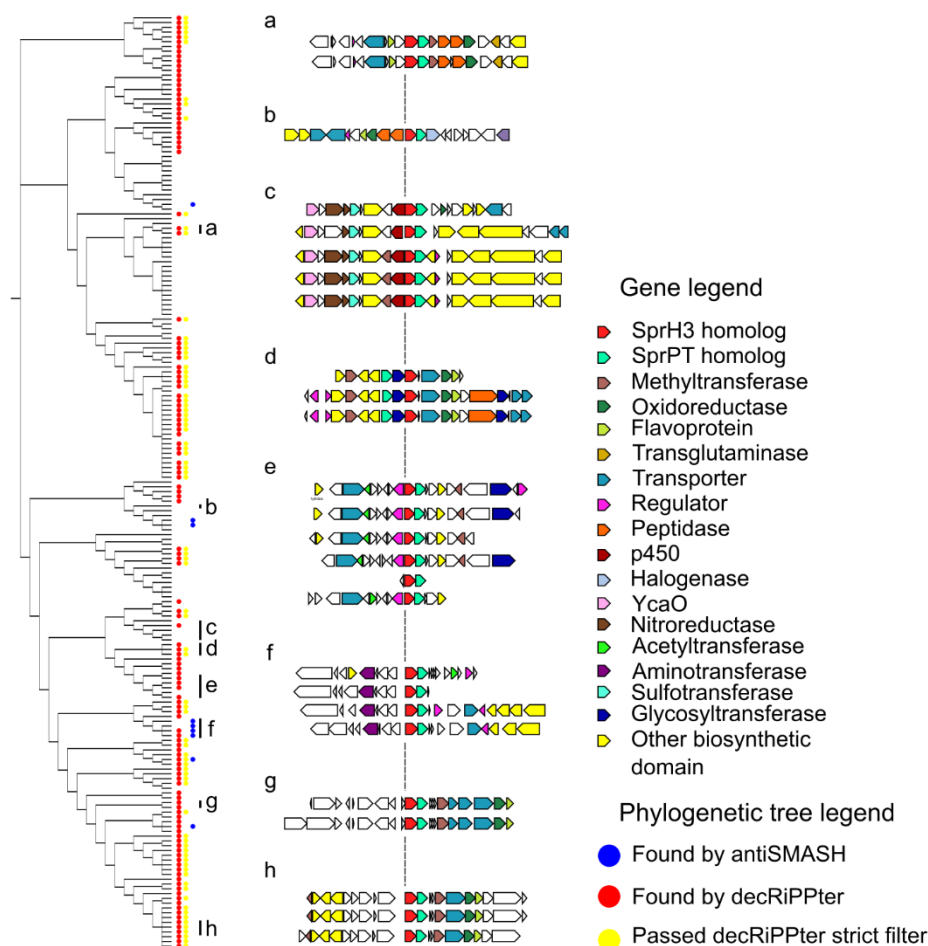 a
b
c
d
e
f
g
h
a
b
c
d
e
f
g
h
Gene legend
SprH3 homolog
SprPT homolog
Methyltransferase
Oxidoreductase
Flavoprotein
Transglutaminase
Transporter
Regulator
Peptidase
p450
Halogenase
YcaO
Nitroreductase
Acetyltransferase
Aminotransferase
Sulfotransferase
Glycosyltransferase
Other biosynthetic
domain
Phylogenetic tree legend
Found by antiSMASH
Found by decRiPPter
Passed decRiPPter strict filter